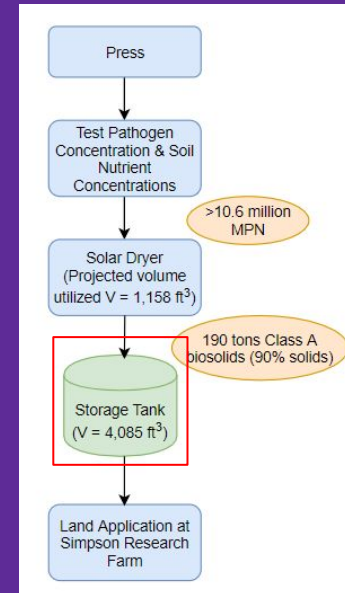 Press
Test Pathogen
Concentration & Soil
Nutrient
Concentrations
>10.6 million
MPN
Solar Dryer
(Projected volume
utilized V = 1,158 ft³)
190 tons Class A
biosolids (90% solids)
Storage Tank
(V = 4,085 ft³)
Land Application at
Simpson Research
Farm